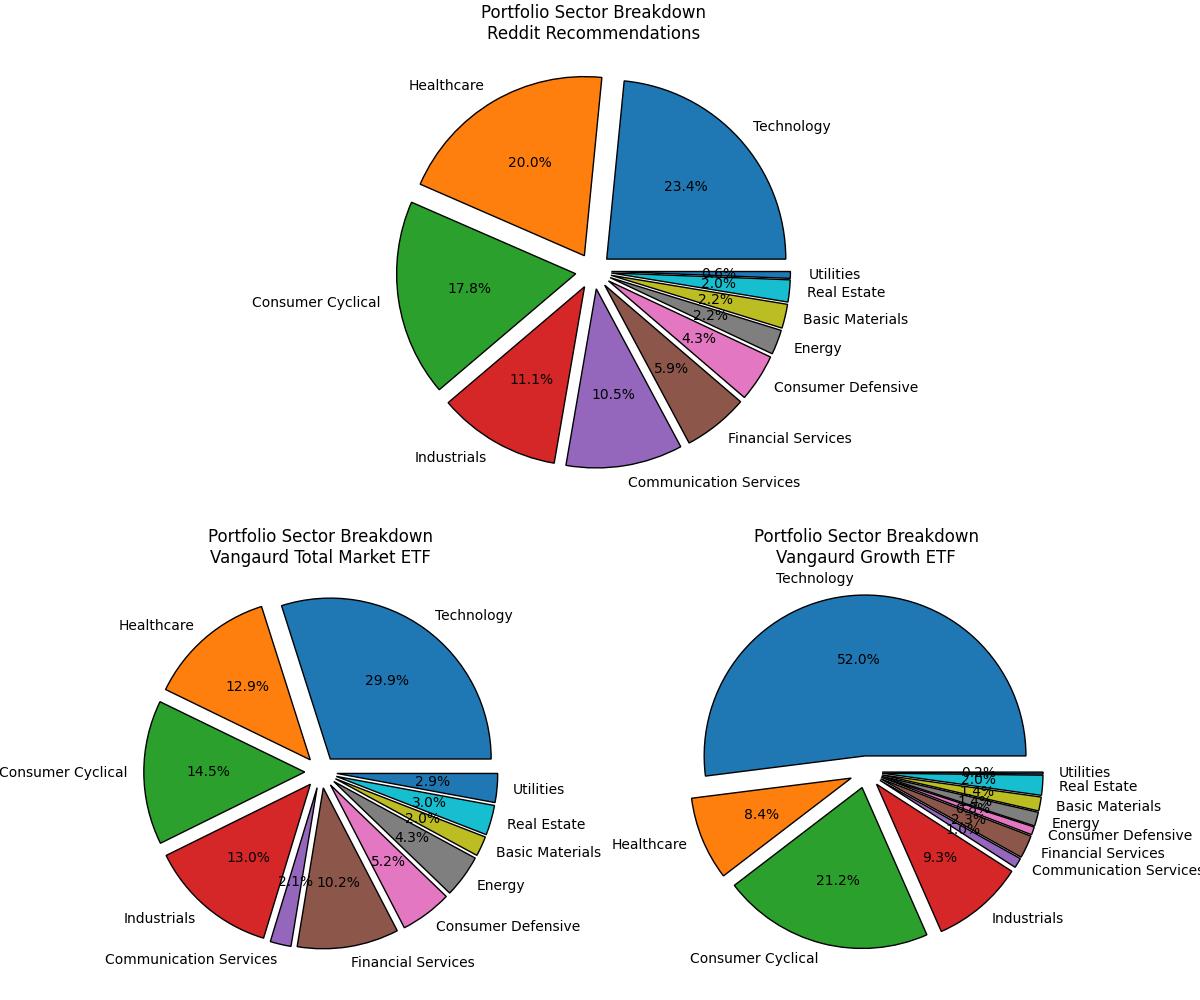 Portfolio Sector Breakdown
Reddit Recommendations
Healthcare
Technology
20.0%
23.4%
Consumer Cyclical
17.8%
0.6%
Utilities
2.0%
Real Estate
2.2%
Basic Materials
2.2%
Energy
4.3%
Consumer Defensive
5.9%
Financial Services
11.1%
Industrials
10.5%
Communication Services
Portfolio Sector Breakdown
Vangaurd Total Market ETF
Technology
29.9%
Healthcare
12.9%
Consumer Cyclical
14.5%
Industrials
13.0%
Communication Services
2.1%
Financial Services
10.2%
Consumer Defensive
5.2%
Energy
4.3%
Basic Materials
2.0%
Real Estate
3.0%
Utilities
2.9%
Portfolio Sector Breakdown
Vangaurd Growth ETF
Technology
52.0%
Healthcare
8.4%
Consumer Cyclical
21.2%
Industrials
9.3%
Communication Services
1.0%
Financial Services
2.3%
Consumer Defensive
Energy
Basic Materials
1.4%
Real Estate
2.0%
Utilities
0.2%